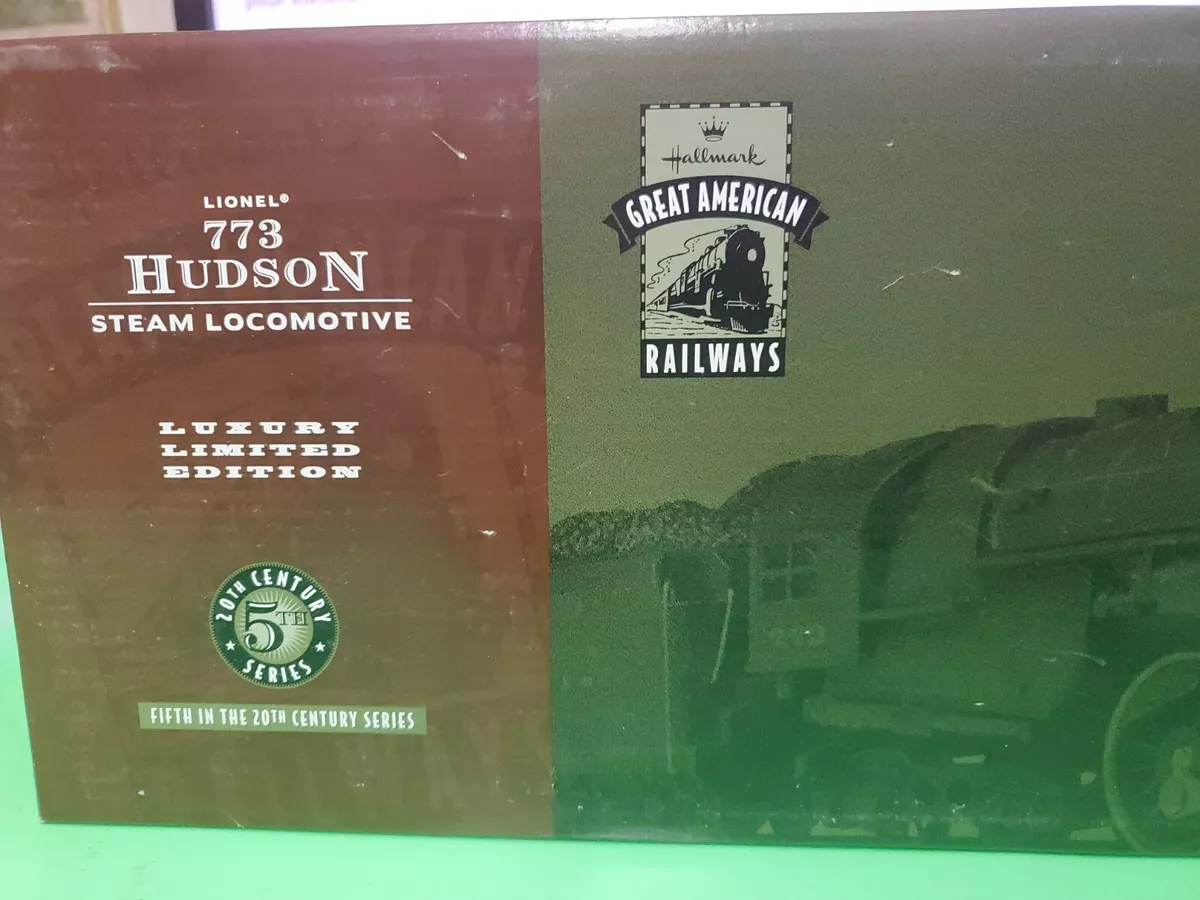 LIONEL®
773
HUDSON
STEAM LOCOMOTIVE
LUXURY
LIMITED
EDITION
20TH CENTURY
5TH
SERIES
FIFTH IN THE 20TH CENTURY SERIES
Hallmark
GREAT AMERICAN
RAILWAYS